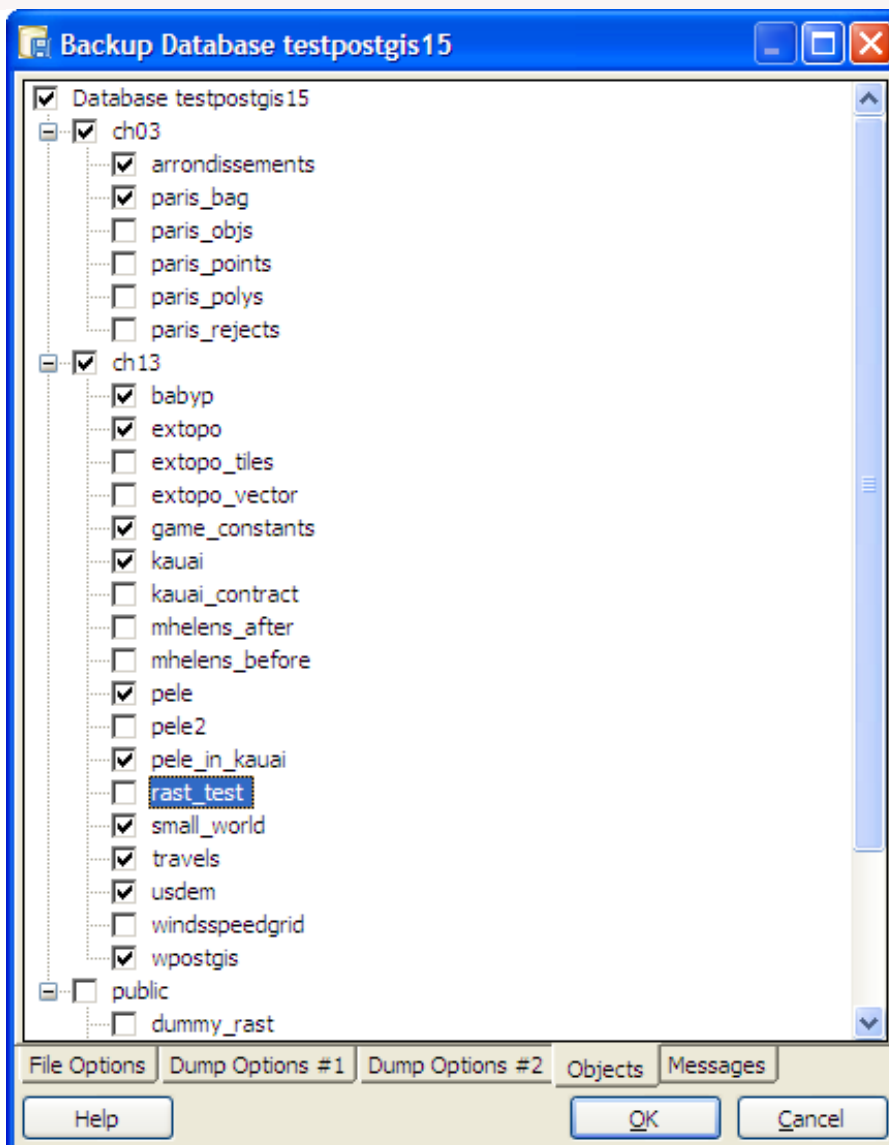 Backup Database testpostgis15
Database testpostgis15
ch03
arrondissements
paris_bag
paris_objs
paris_points
paris_polys
paris_rejects
ch13
babyp
extopo
extopo_tiles
extopo_vector
game_constants
kauai
kauai_contract
mhelens_after
mhelens_before
pele
pele2
pele_in_kauai
rast_test
small_world
travels
usdem
windsspeedgrid
wpostgis
public
dummy_rast
File Options Dump Options #1 Dump Options #2 Objects Messages
Help OK Cancel